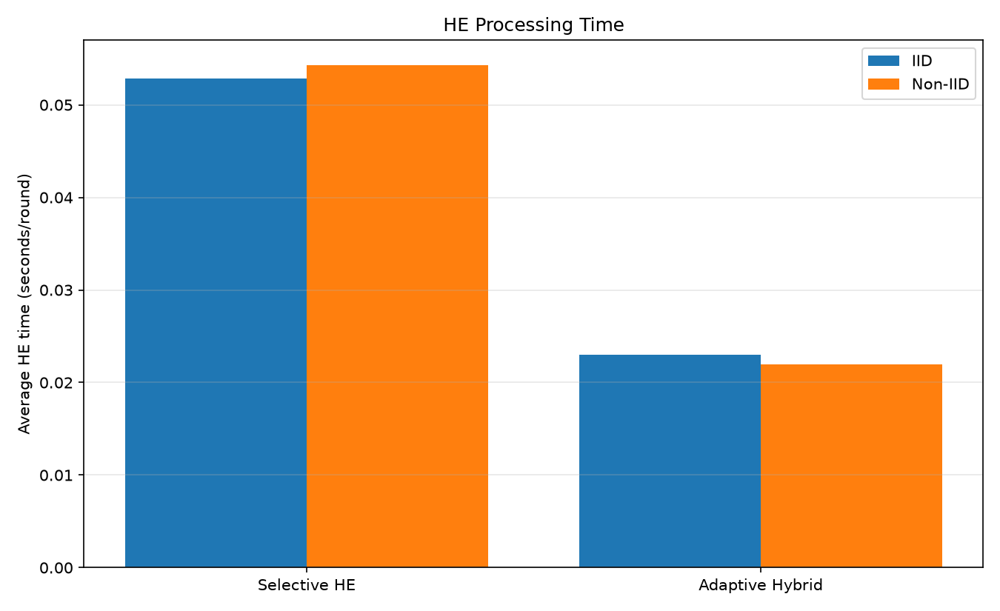 HE Processing Time
IID
Non-IID
Average HE time (seconds/round)
0.05
0.04
0.03
0.02
0.01
0.00
Selective HE
Adaptive Hybrid